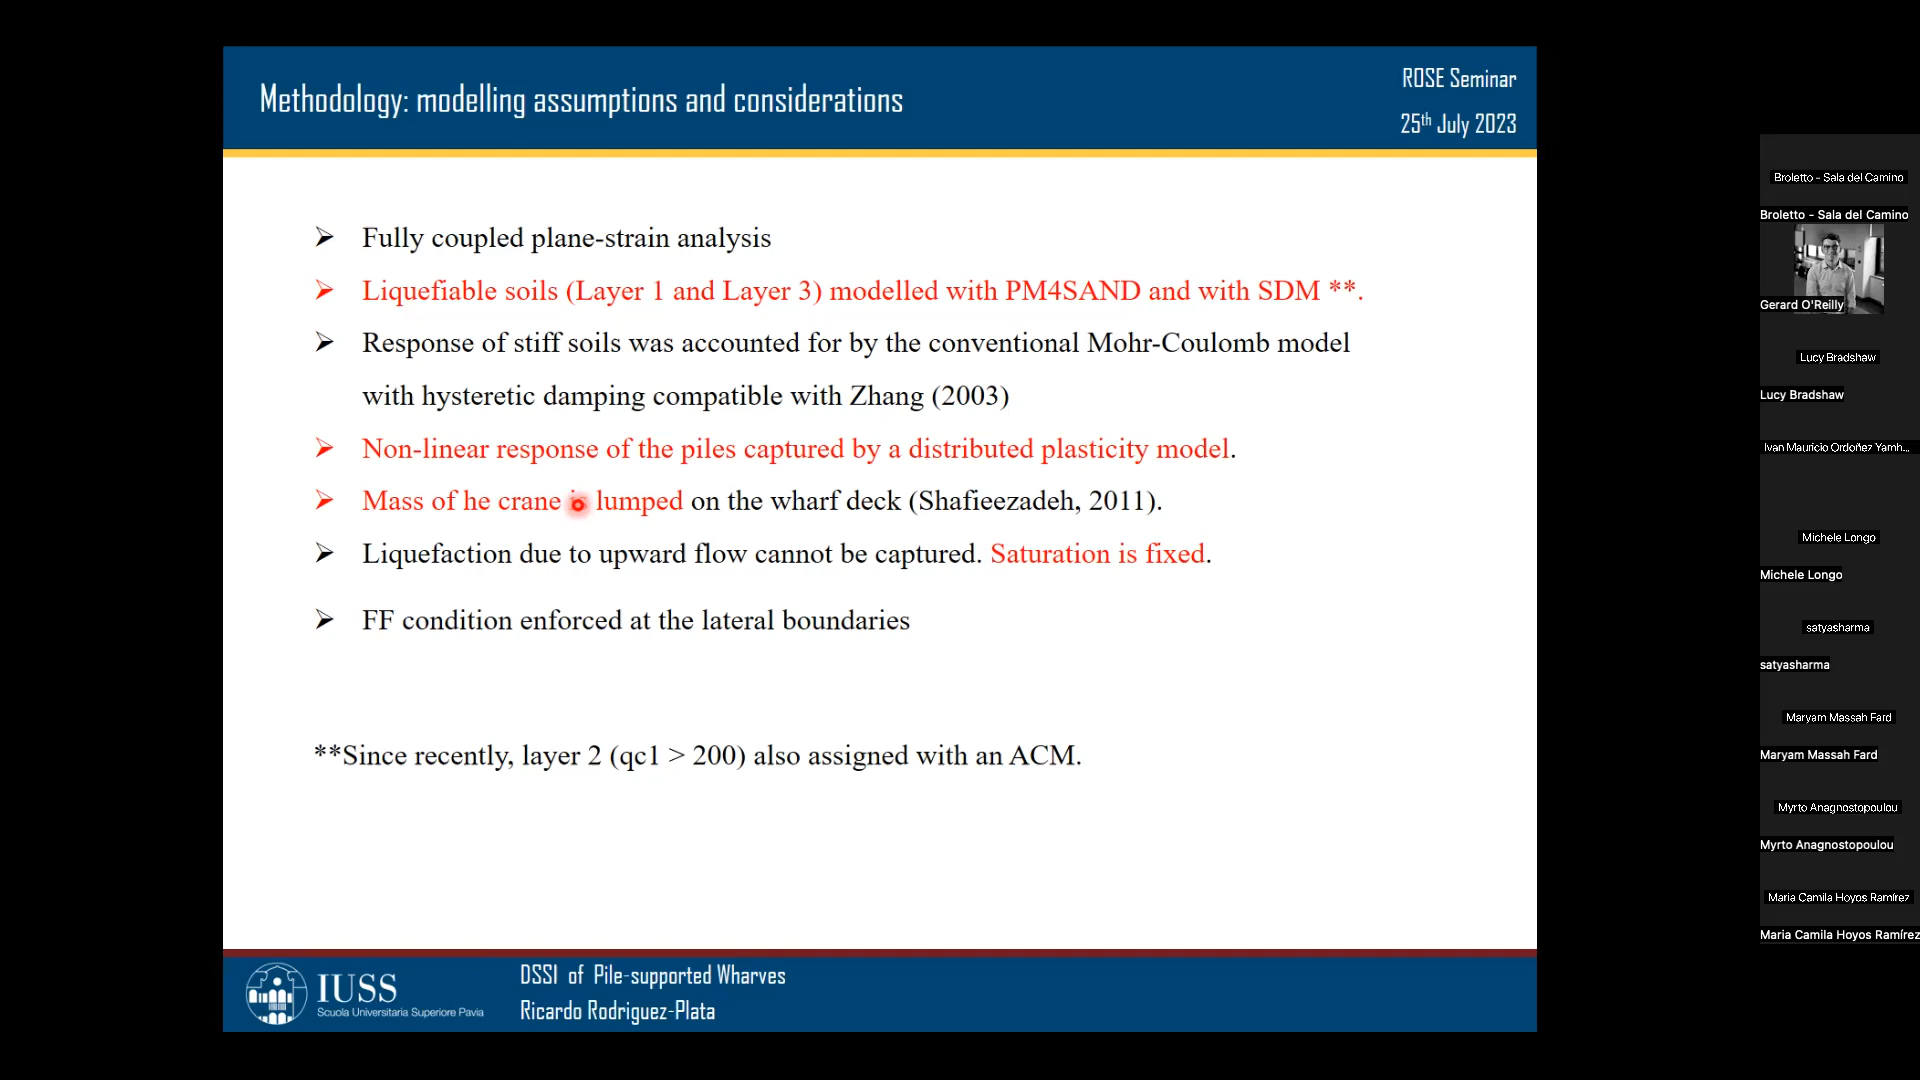 Methodology: modelling assumptions and considerations
ROSE Seminar
25th July 2023
➢ Fully coupled plane-strain analysis
➢ Liquefiable soils (Layer 1 and Layer 3) modelled with PM4SAND and with SDM **.
➢ Response of stiff soils was accounted for by the conventional Mohr-Coulomb model
with hysteretic damping compatible with Zhang (2003)
➢ Non-linear response of the piles captured by a distributed plasticity model.
➢ Mass of he crane is lumped on the wharf deck (Shafieezadeh, 2011).
➢ Liquefaction due to upward flow cannot be captured. Saturation is fixed.
➢ FF condition enforced at the lateral boundaries
**Since recently, layer 2 (qc1 > 200) also assigned with an ACM.
IUSS
Scuola Universitaria Superiore Pavia
DSSI of Pile-supported Wharves
Ricardo Rodriguez-Plata
Broletto - Sala del Camino
Broletto - Sala del Camino
Gerard O'Reilly
Lucy Bradshaw
Lucy Bradshaw
Ivan Mauricio Ordoñez Yamh...
Michele Longo
Michele Longo
satyasharma
satyasharma
Maryam Massah Fard
Maryam Massah Fard
Myrto Anagnostopoulou
Myrto Anagnostopoulou
Maria Camila Hoyos Ramírez
Maria Camila Hoyos Ramírez